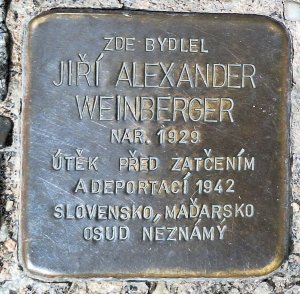 ZDE BYDLEL
JIŘÍ ALEXANDER
WEINBERGER
NAR. 1929
ÚTĚK PŘED ZATČENÍM
A DEPORTACÍ 1942
SLOVENSKO, MAĎARSKO
OSUD NEZNÁMÝ